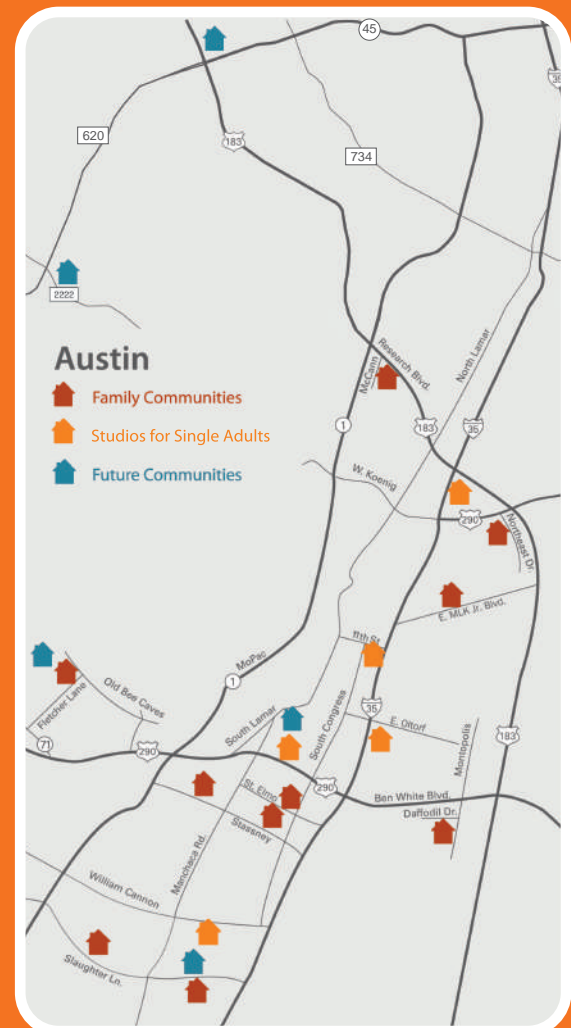 45
35
620
183
734
2222
Austin
Family Communities
Studios for Single Adults
Future Communities
Research Blvd.
McCann
North Lamar
1
183
35
W. Koenig
290
Northeast Dr.
E. MLK Jr. Blvd.
11th St.
MoPac
1
Old Bee Caves
Fletcher Lane
71
290
South Lamar
South Congress
35
E. Oltorf
Montopolis
183
290
St. Elmo
Ben White Blvd.
Daffodil Dr.
Stassney
Manchaca Rd.
William Cannon
Slaughter Ln.